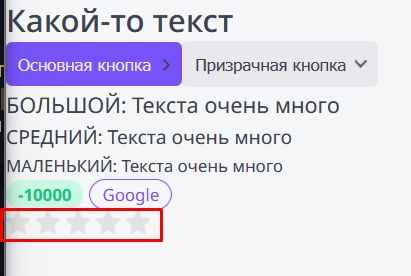 Какой-то текст
Основная кнопка Призрачная кнопка
БОЛЬШОЙ: Текста очень много
СРЕДНИЙ: Текста очень много
МАЛЕНЬКИЙ: Текста очень много
-10000 Google